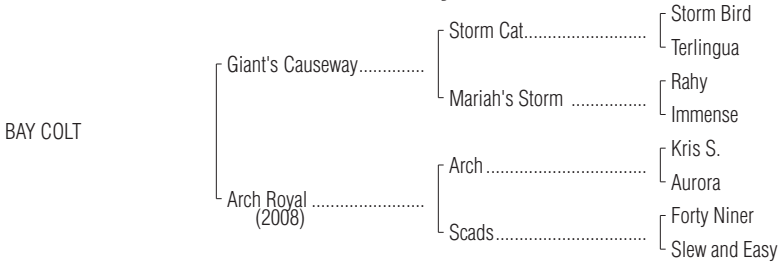 Storm Bird
Storm Cat..........................
Terlingua
Giant's Causeway..............
Rahy
Mariah's Storm ................
Immense
BAY COLT
Kris S.
Arch..................................
Aurora
Arch Royal ........................
(2008)
Forty Niner
Scads................................
Slew and Easy